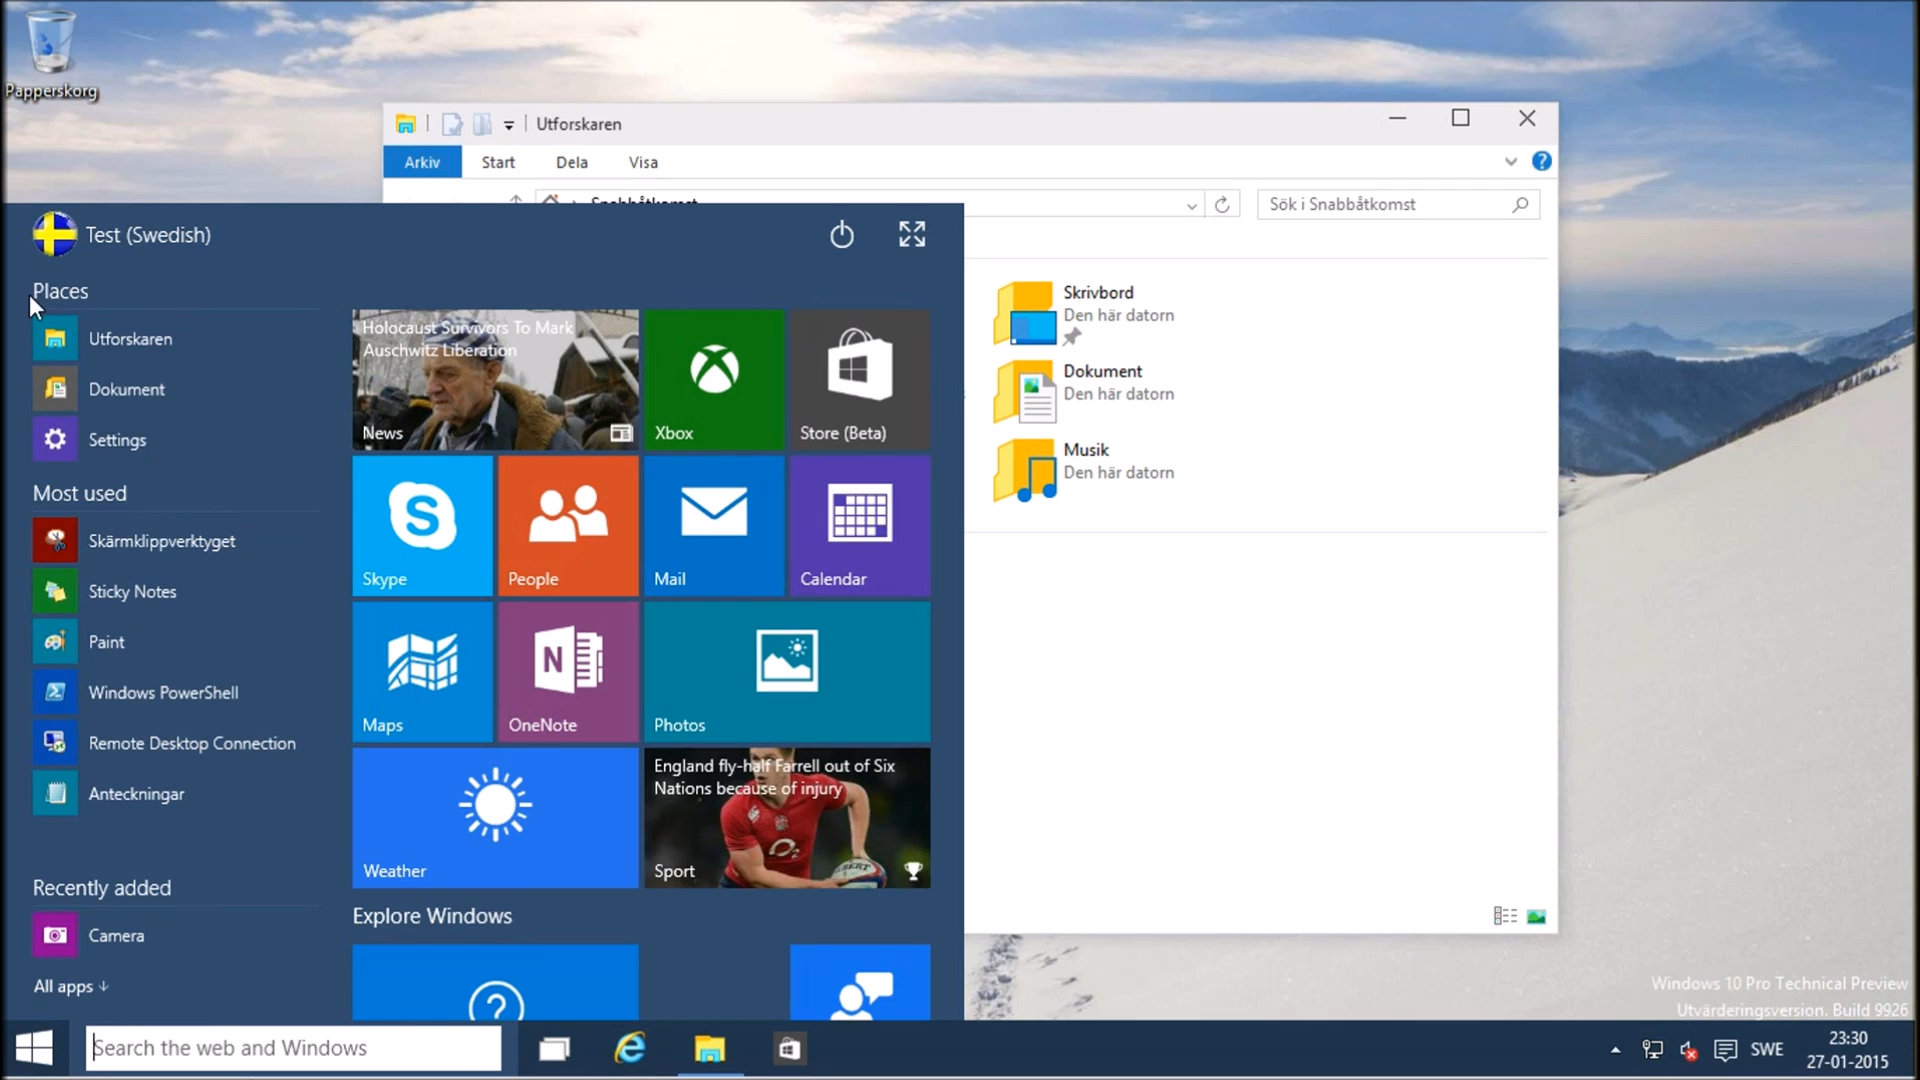 Papperskorg
Utforskaren
Arkiv
Start
Dela
Visa
Snabbåtkomst
Sök i Snabbåtkomst
Test (Swedish)
Places
Utforskaren
Dokument
Settings
Most used
Skärmklippverktyget
Sticky Notes
Paint
Windows PowerShell
Remote Desktop Connection
Anteckningar
Recently added
Camera
All apps
Holocaust Survivors To Mark
Auschwitz Liberation
News
Xbox
Store (Beta)
Skype
People
Mail
Calendar
Maps
OneNote
Photos
Weather
England fly-half Farrell out of Six
Nations because of injury
Sport
Explore Windows
Skrivbord
Den här datorn
Dokument
Den här datorn
Musik
Den här datorn
Windows 10 Pro Technical Preview
Utvärderingsversion. Build 9926
Search the web and Windows
SWE
23:30
27-01-2015